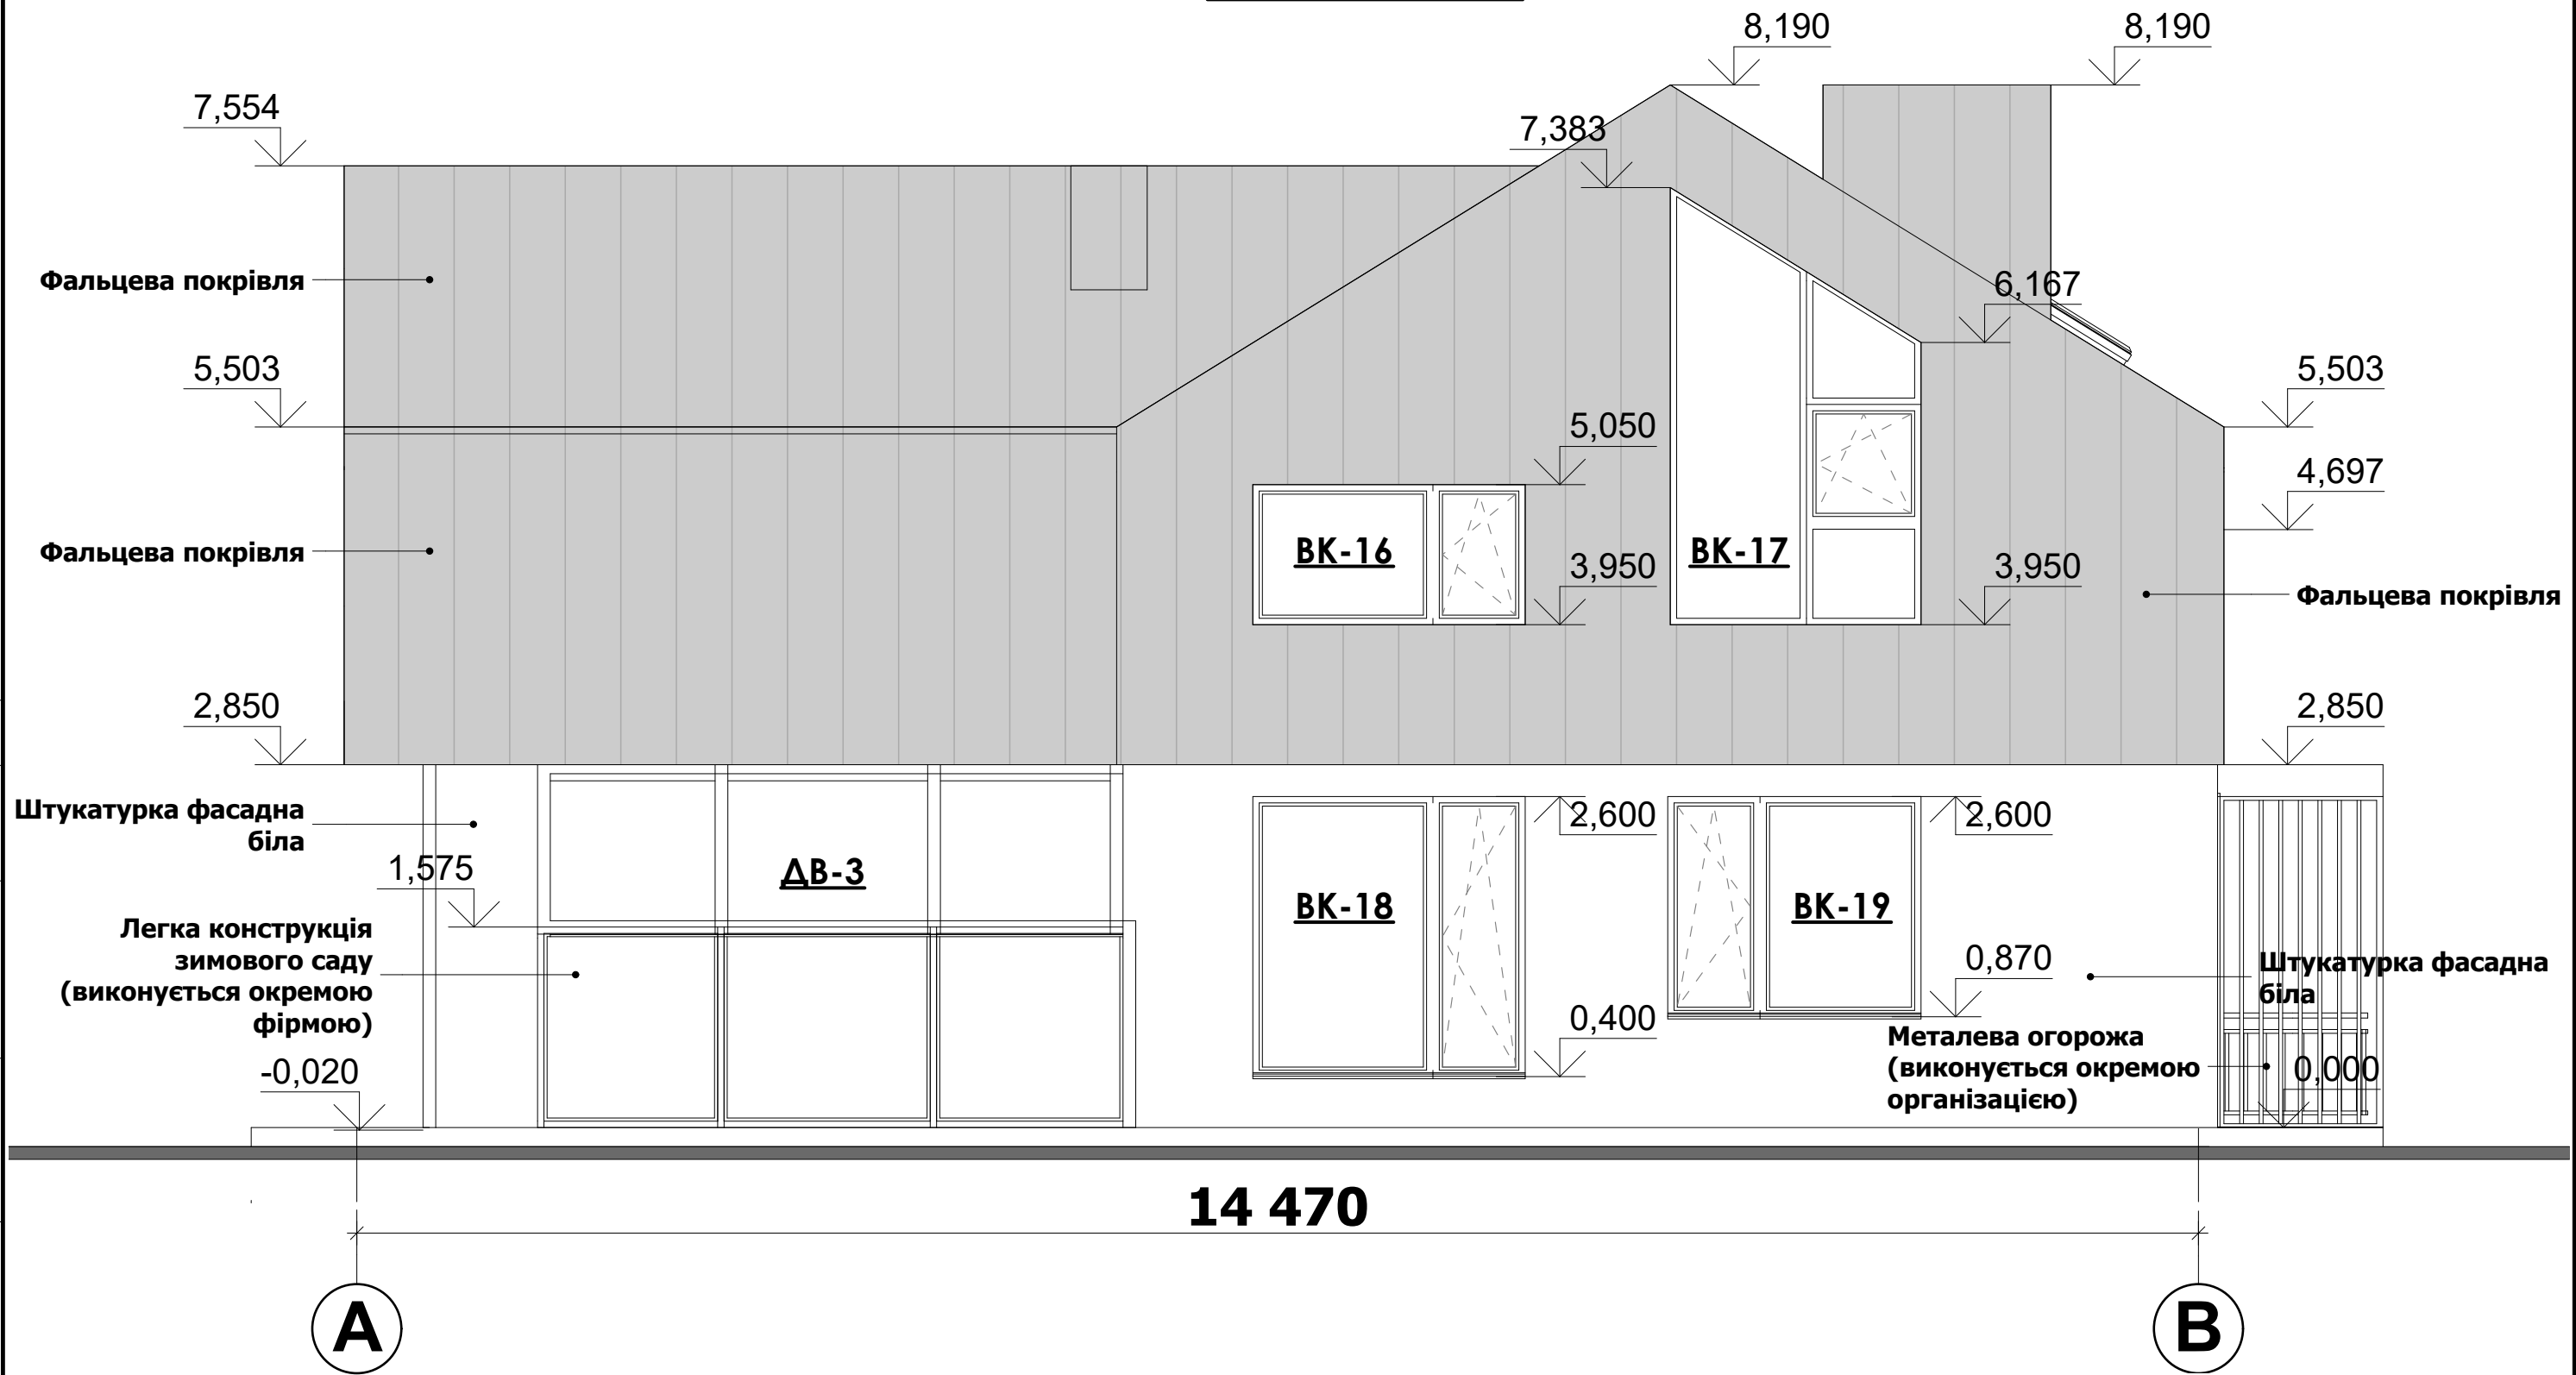 8,190
8,190
7,554
7,383
Фальцева покрівля
6,167
5,503
5,503
5,050
4,697
Фальцева покрівля
ВК-16
ВК-17
3,950
3,950
Фальцева покрівля
2,850
2,850
Штукатурка фасадна
біла
2,600
2,600
1,575
ДВ-3
ВК-18
ВК-19
Легка конструкція
зимового саду
(виконується окремою
фірмою)
0,870
Штукатурка фасадна
біла
0,400
Металева огорожа
(виконується окремою
організацією)
-0,020
0,000
14 470
А
В